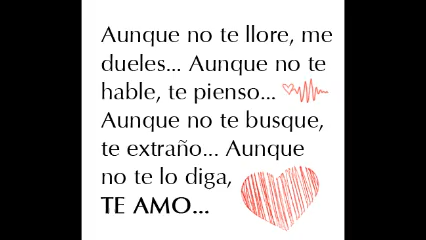 Aunque no te llore, me
dueles... Aunque no te
hable, te pienso...
Aunque no te busque,
te extraño... Aunque
no te lo diga,
TE AMO...